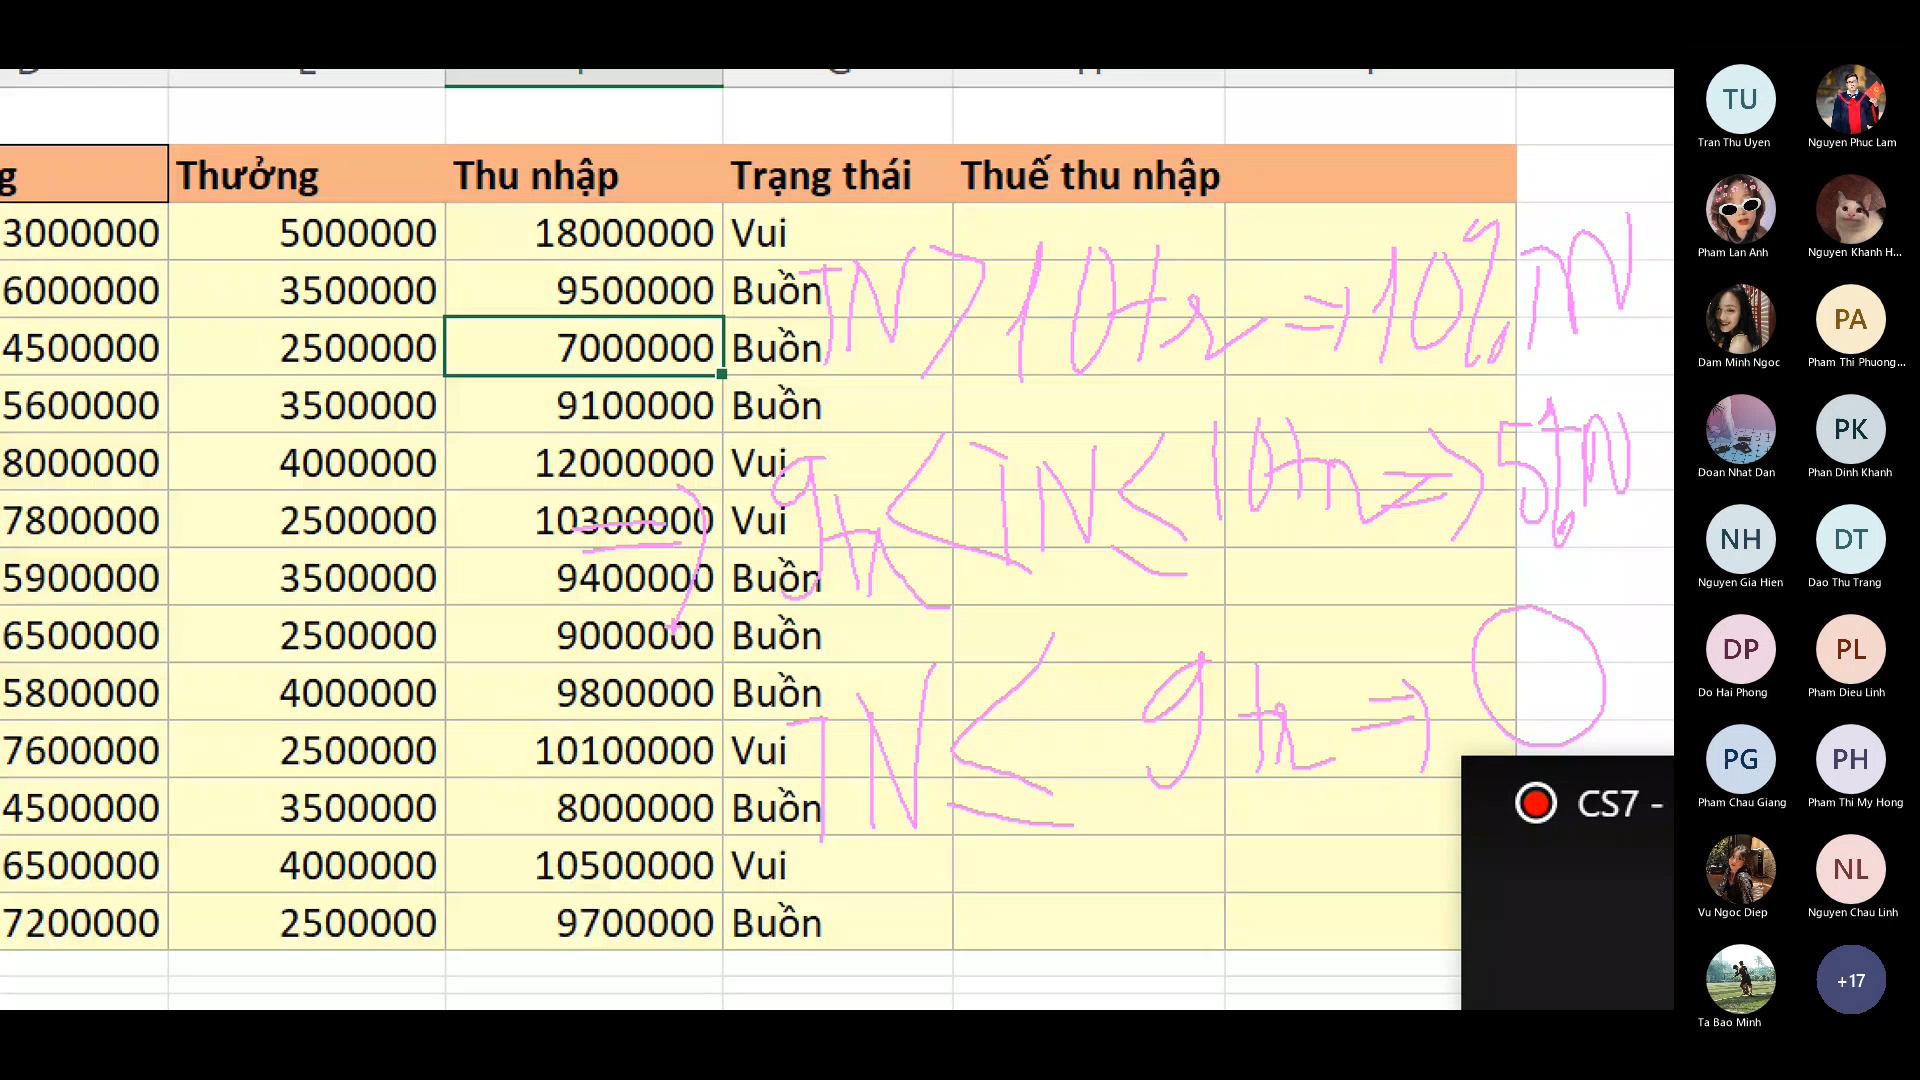 Thưởng Thu nhập Trạng thái Thuế thu nhập
3000000 5000000 18000000 Vui
6000000 3500000 9500000 Buồn
4500000 2500000 7000000 Buồn
5600000 3500000 9100000 Buồn
8000000 4000000 12000000 Vui
7800000 2500000 10300000 Vui
5900000 3500000 9400000 Buồn
6500000 2500000 9000000 Buồn
5800000 4000000 9800000 Buồn
7600000 2500000 10100000 Vui
4500000 3500000 8000000 Buồn
6500000 4000000 10500000 Vui
7200000 2500000 9700000 Buồn
TN > 10tr => 10% TN
9tr < TN ≤ 10tr => 5% TN
TN ≤ 9tr => 0
CS7 -
TU PA PK NH DT DP PL PG PH NL
Tran Thu Uyen
Nguyen Phuc Lam
Pham Lan Anh
Nguyen Khanh H...
Dam Minh Ngoc
Pham Thi Phuong...
Doan Nhat Dan
Phan Dinh Khanh
Nguyen Gia Hien
Dao Thu Trang
Do Hai Phong
Pham Dieu Linh
Pham Chau Giang
Pham Thi My Hong
Vu Ngoc Diep
Nguyen Chau Linh
Ta Bao Minh
+17